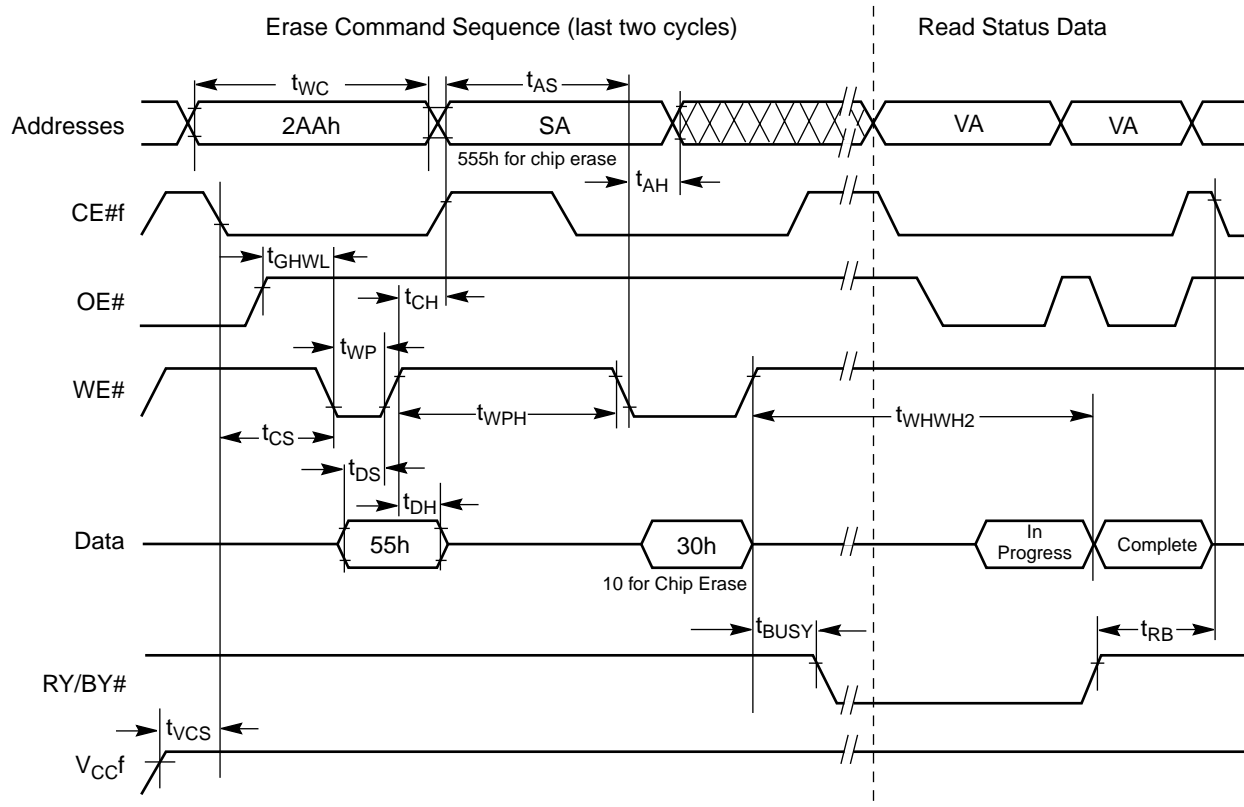 Erase Command Sequence (last two cycles)
Read Status Data
tWC
tAS
Addresses
2AAh
SA
VA
VA
555h for chip erase
tAH
CE#f
tGHWL
OE#
tCH
tWP
WE#
tWPH
tWHWH2
tCS
tDS
tDH
Data
55h
30h
In
Progress
Complete
10 for Chip Erase
tBUSY
tRB
RY/BY#
tVCS
VCCf